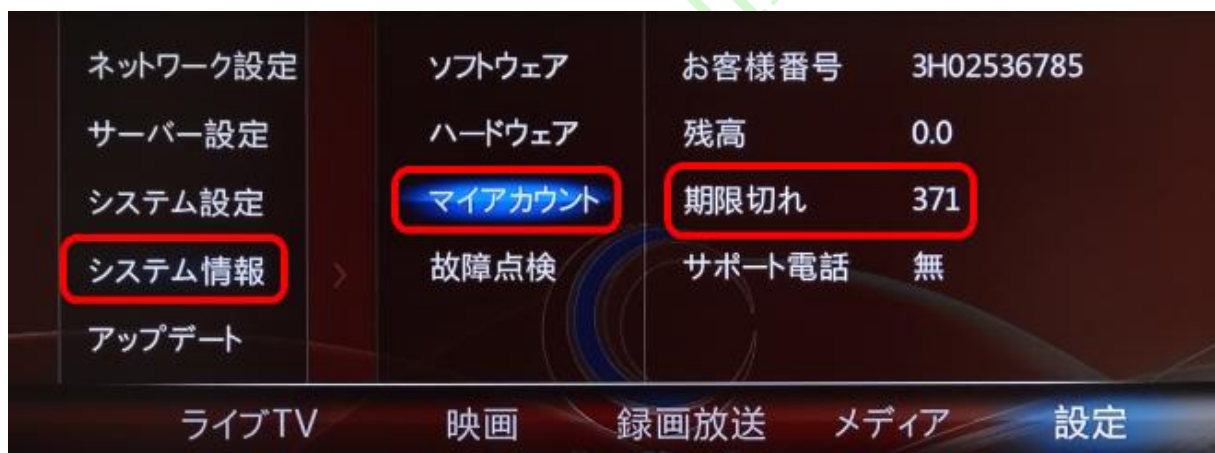 ネットワーク設定
サーバー設定
システム設定
システム情報
アップデート
ソフトウェア
ハードウェア
マイアカウント
故障点検
お客様番号 3H02536785
残高 0.0
期限切れ 371
サポート電話 無
ライブTV 映画 録画放送 メディア 設定